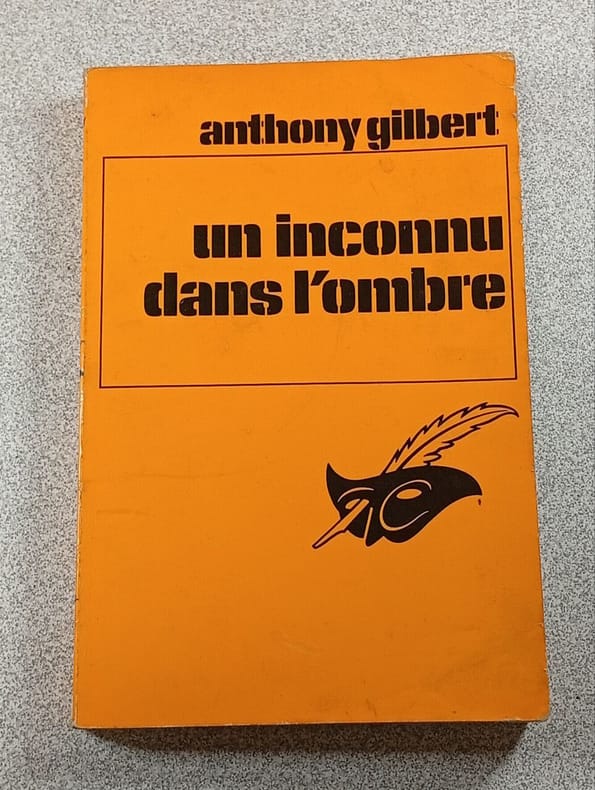 anthony gilbert
un inconnu
dans l'ombre